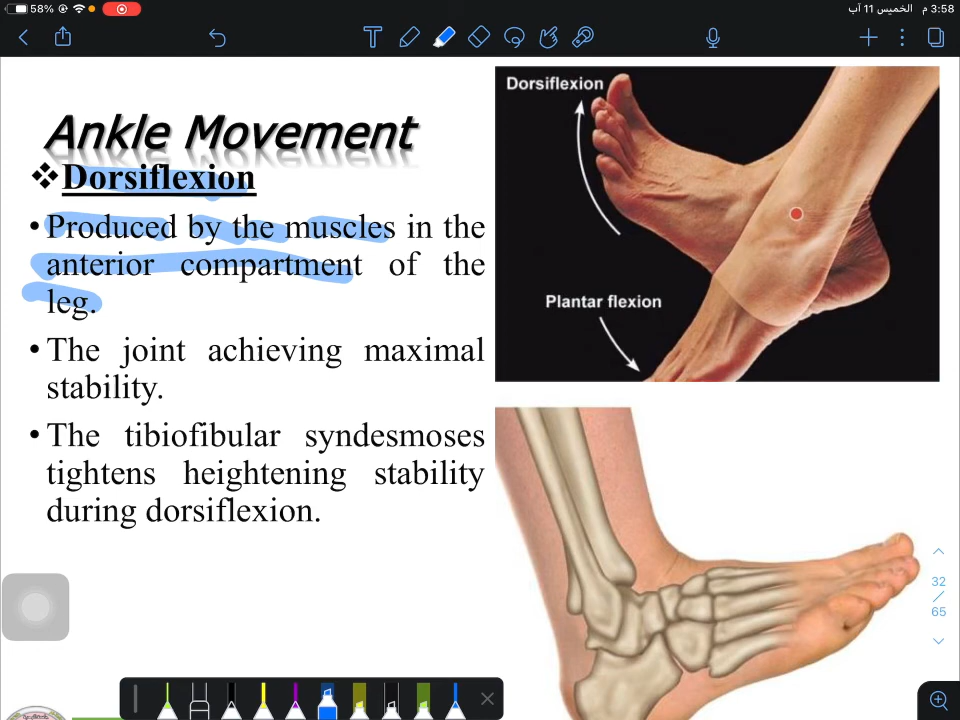 58%
3:58 م الخميس 11 آب
Ankle Movement
❖Dorsiflexion
•Produced by the muscles in the
anterior compartment of the
leg.
•The joint achieving maximal
stability.
•The tibiofibular syndesmoses
tightens heightening stability
during dorsiflexion.
Dorsiflexion
Plantar flexion
32
/
65